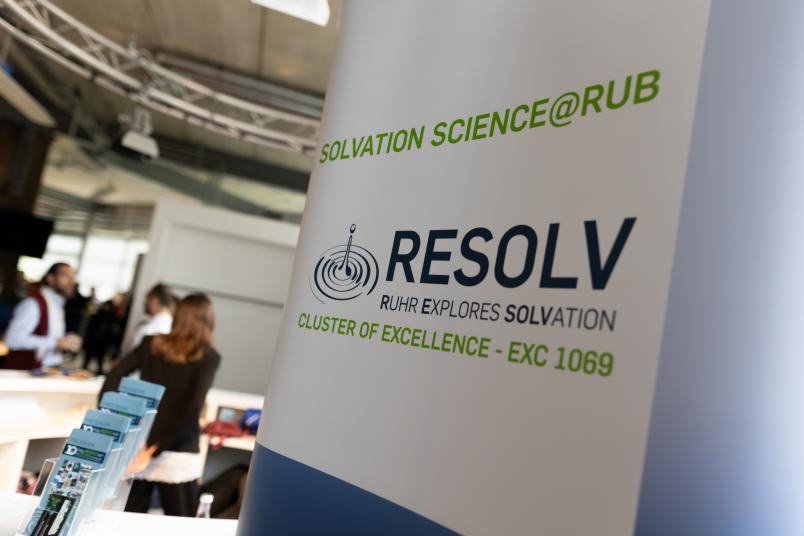 SOLVATION SCIENCE@RUB
RESOLV
RUHR EXPLORES SOLVATION
CLUSTER OF EXCELLENCE - EXC 1069